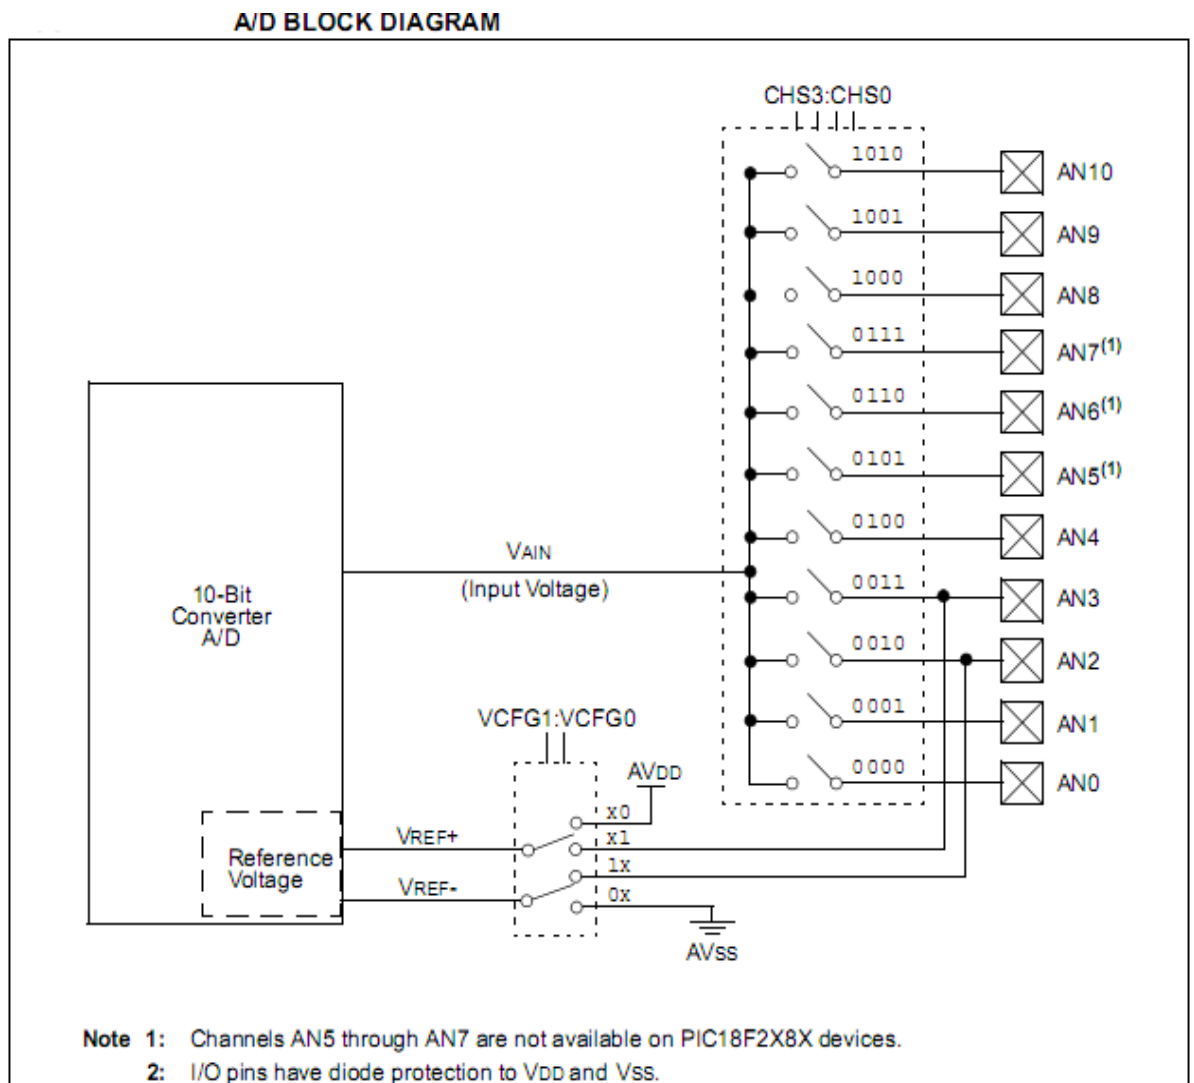 A/D BLOCK DIAGRAM
CHS3:CHS0
1010
AN10
1001
AN9
1000
AN8
0111
AN7(1)
0110
AN6(1)
0101
AN5(1)
0100
AN4
VAIN
(Input Voltage)
10-Bit
Converter
A/D
0011
AN3
0010
AN2
0001
AN1
VCFG1:VCFG0
0000
AN0
AVDD
x0
VREF+
x1
Reference
Voltage
1x
VREF-
0x
AVSS
Note 1: Channels AN5 through AN7 are not available on PIC18F2X8X devices.
2: I/O pins have diode protection to VDD and VSS.